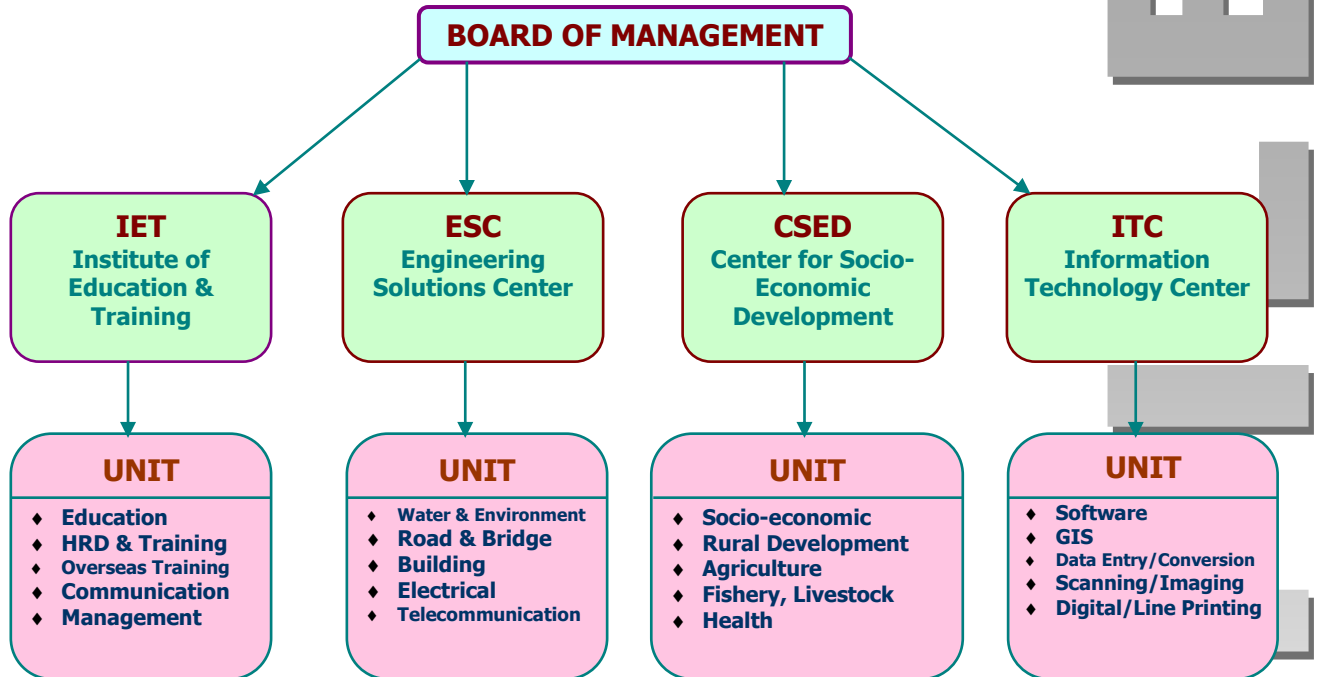 BOARD OF MANAGEMENT
IET
Institute of
Education &
Training
ESC
Engineering
Solutions Center
CSED
Center for Socio-
Economic
Development
ITC
Information
Technology Center
UNIT
♦ Education
♦ HRD & Training
♦ Overseas Training
♦ Communication
♦ Management
UNIT
♦ Water & Environment
♦ Road & Bridge
♦ Building
♦ Electrical
♦ Telecommunication
UNIT
♦ Socio-economic
♦ Rural Development
♦ Agriculture
♦ Fishery, Livestock
♦ Health
UNIT
♦ Software
♦ GIS
♦ Data Entry/Conversion
♦ Scanning/Imaging
♦ Digital/Line Printing